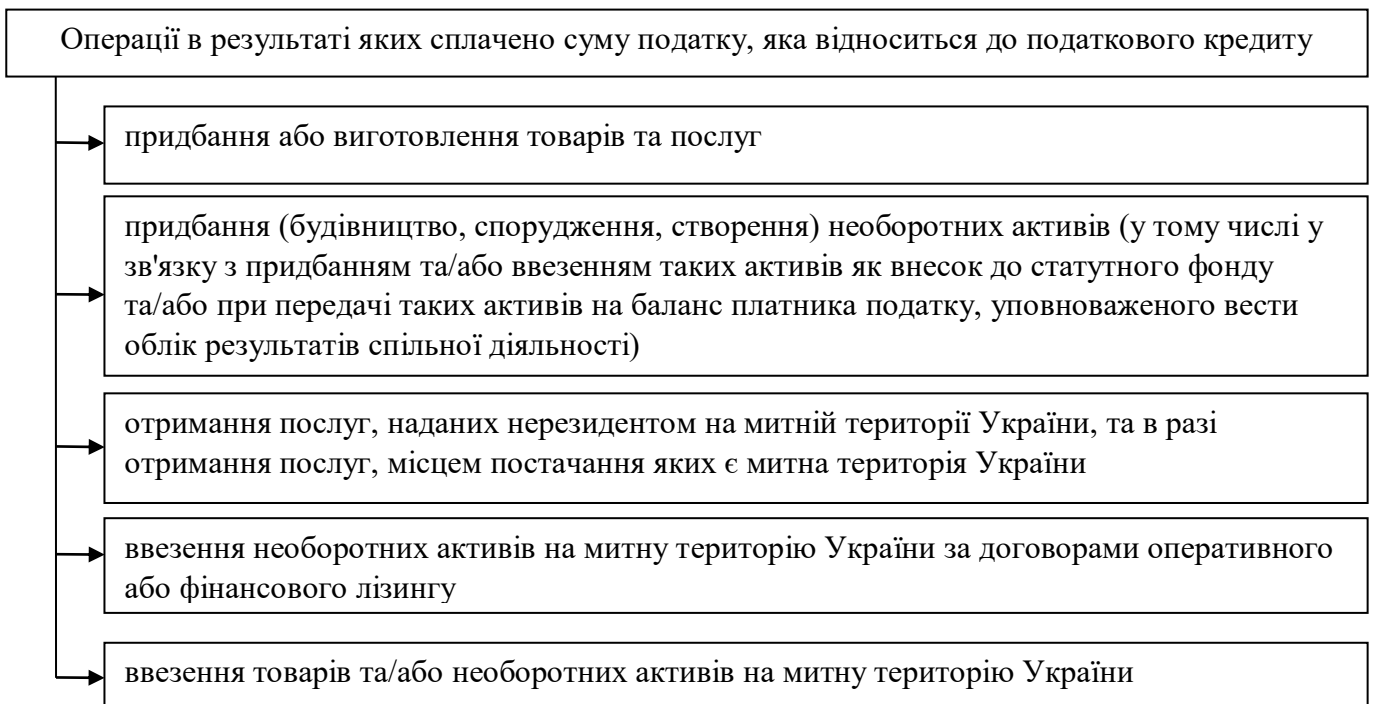 Операції в результаті яких сплачено суму податку, яка відноситься до податкового кредиту
придбання або виготовлення товарів та послуг
придбання (будівництво, спорудження, створення) необоротних активів (у тому числі у
зв'язку з придбанням та/або ввезенням таких активів як внесок до статутного фонду
та/або при передачі таких активів на баланс платника податку, уповноваженого вести
облік результатів спільної діяльності)
отримання послуг, наданих нерезидентом на митній території України, та в разі
отримання послуг, місцем постачання яких є митна територія України
ввезення необоротних активів на митну територію України за договорами оперативного
або фінансового лізингу
ввезення товарів та/або необоротних активів на митну територію України